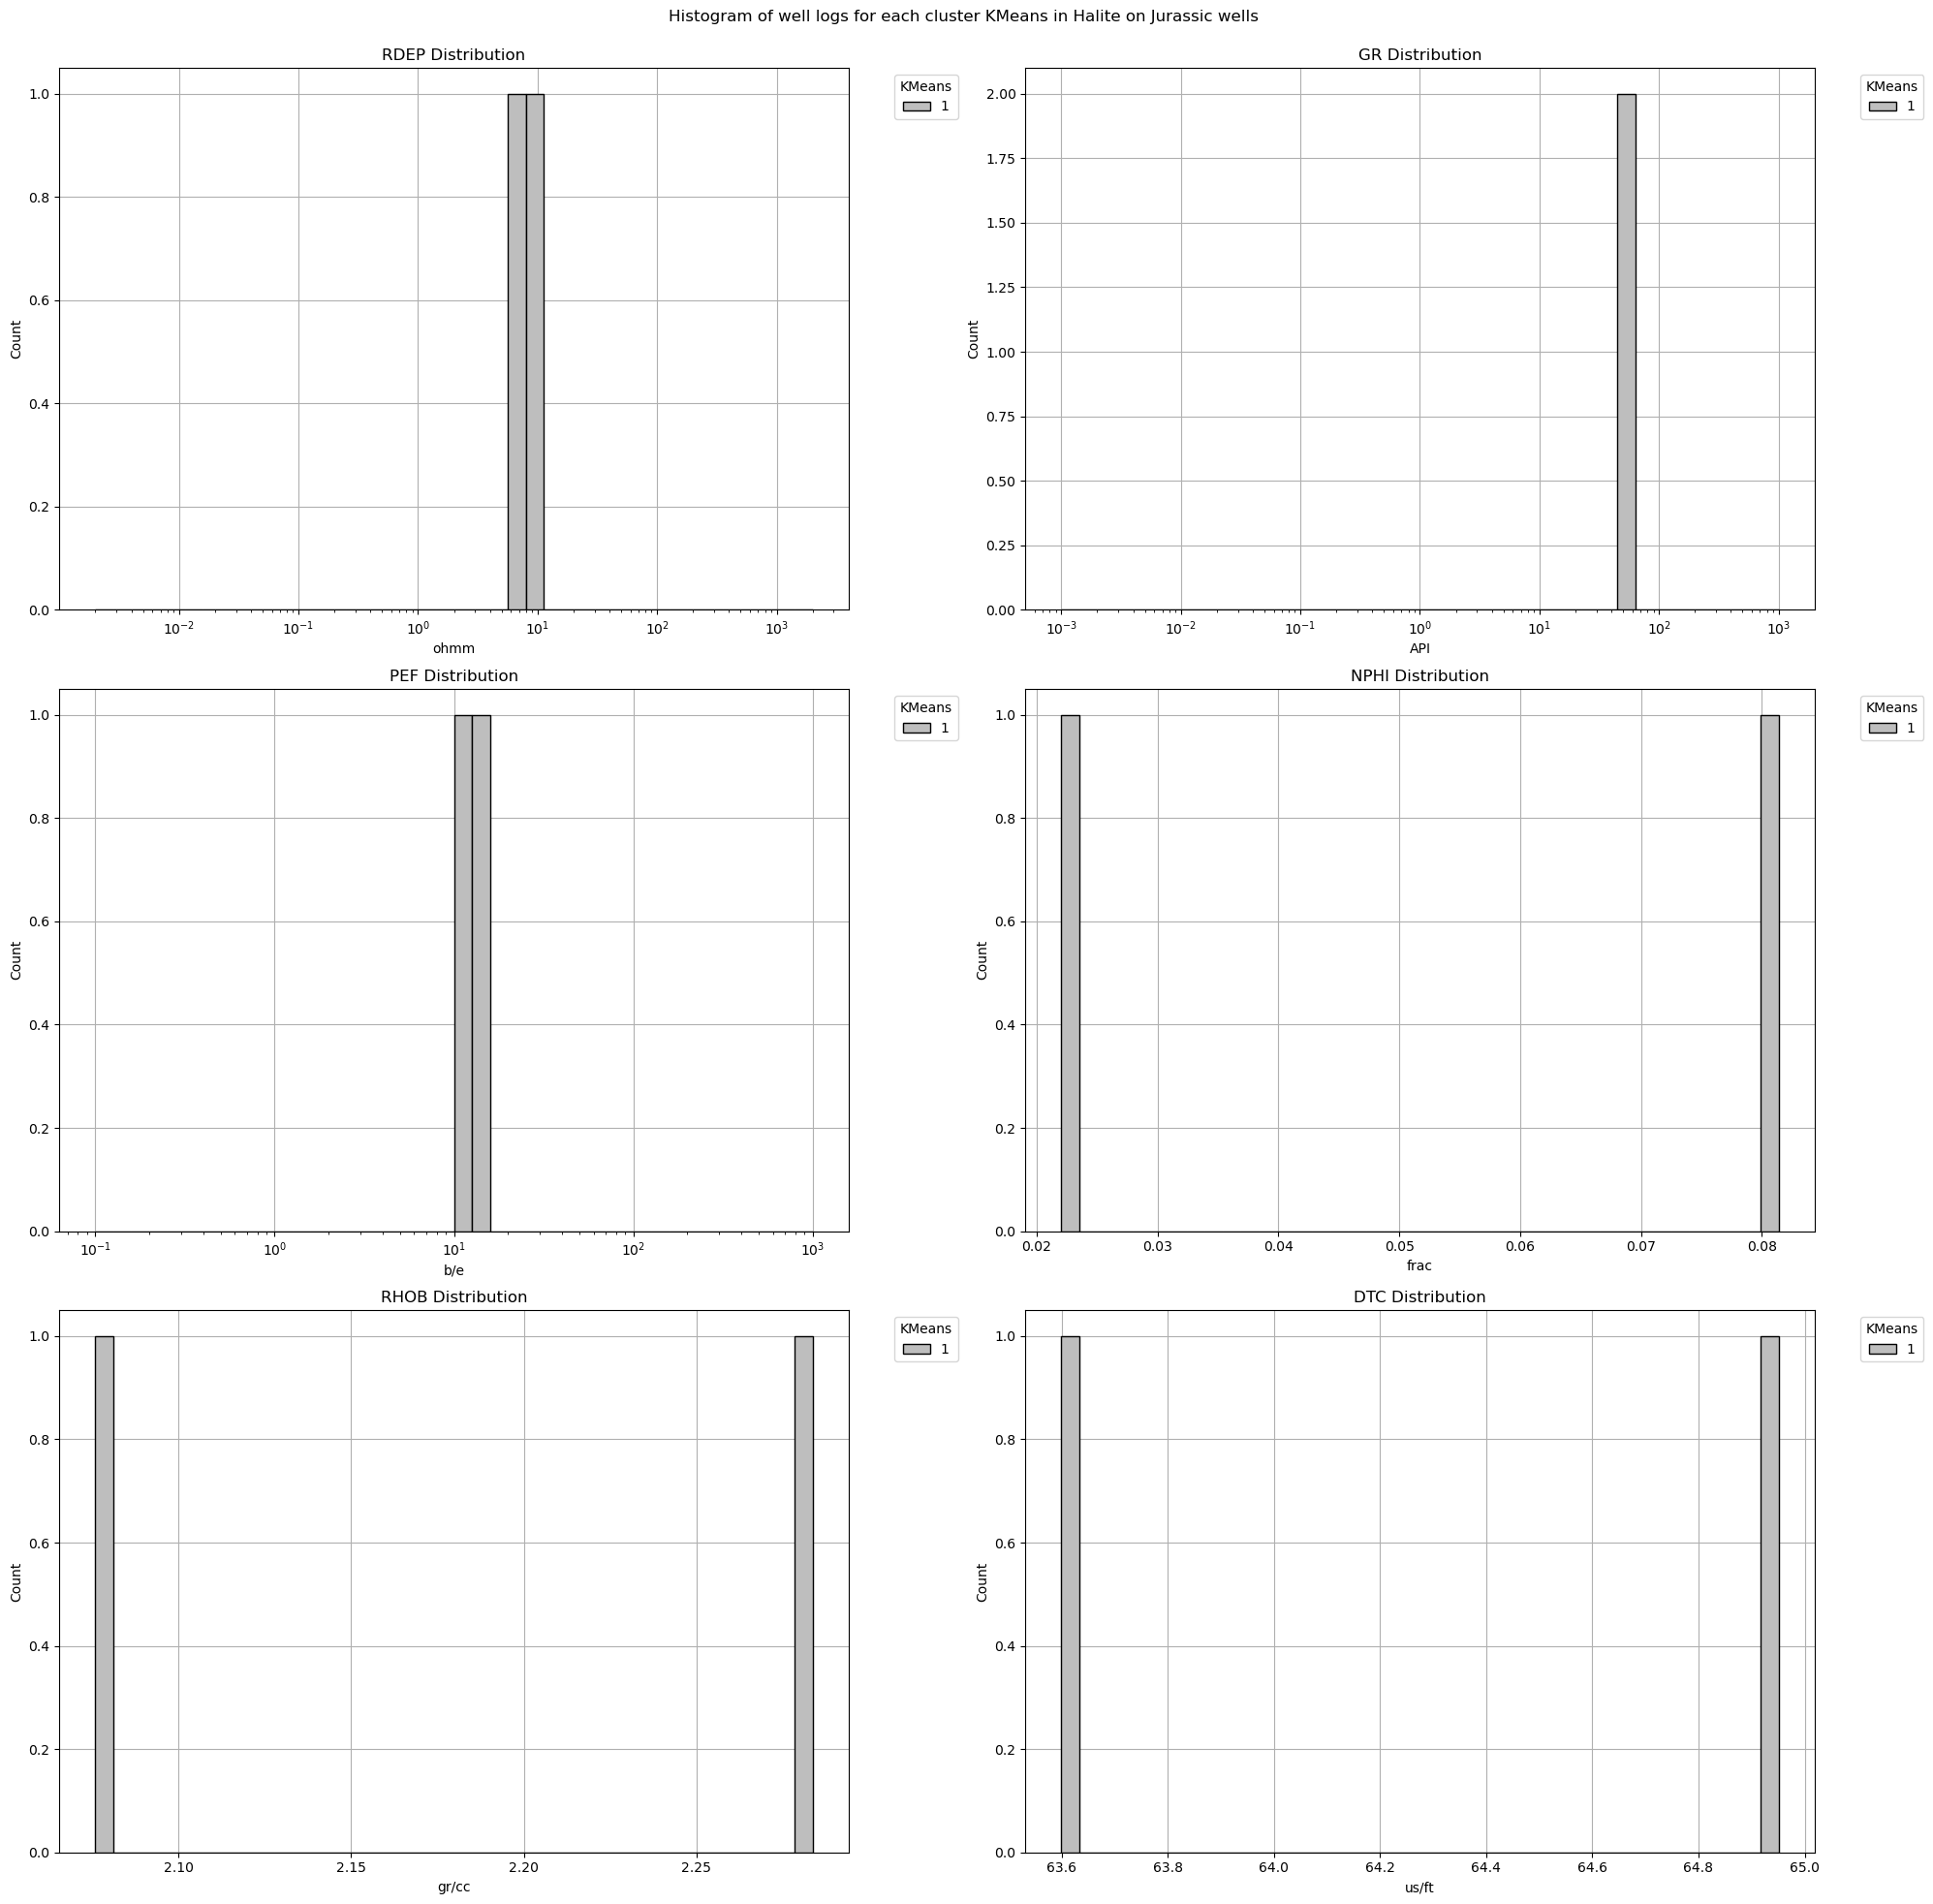 Histogram of well logs for each cluster KMeans in Halite on Jurassic wells
RDEP Distribution
Count
1.0
0.8
0.6
0.4
0.2
0.0
10⁻² 10⁻¹ 10⁰ 10¹ 10² 10³
ohmm
KMeans
1
GR Distribution
Count
2.00
1.75
1.50
1.25
1.00
0.75
0.50
0.25
0.00
10⁻³ 10⁻² 10⁻¹ 10⁰ 10¹ 10² 10³
API
KMeans
1
PEF Distribution
Count
1.0
0.8
0.6
0.4
0.2
0.0
10⁻¹ 10⁰ 10¹ 10² 10³
b/e
KMeans
1
NPHI Distribution
Count
1.0
0.8
0.6
0.4
0.2
0.0
0.02 0.03 0.04 0.05 0.06 0.07 0.08
frac
KMeans
1
RHOB Distribution
Count
1.0
0.8
0.6
0.4
0.2
0.0
2.10 2.15 2.20 2.25
gr/cc
KMeans
1
DTC Distribution
Count
1.0
0.8
0.6
0.4
0.2
0.0
63.6 63.8 64.0 64.2 64.4 64.6 64.8 65.0
us/ft
KMeans
1